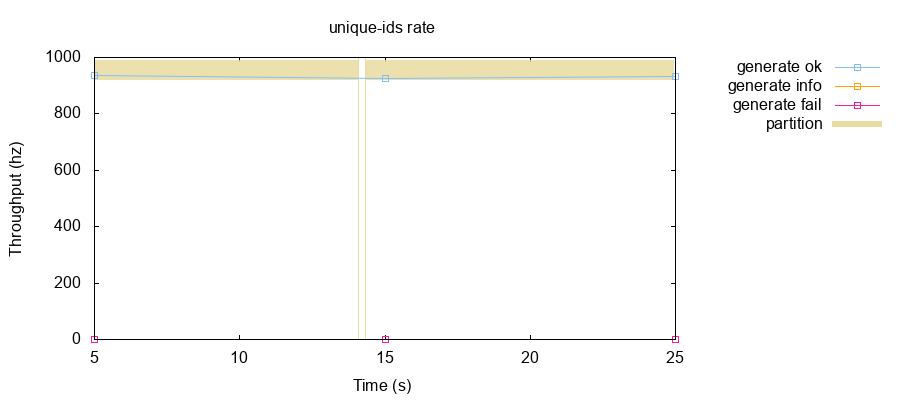 unique-ids rate
1000
800
600
400
200
0
Throughput (hz)
5 10 15 20 25
Time (s)
generate ok
generate info
generate fail
partition